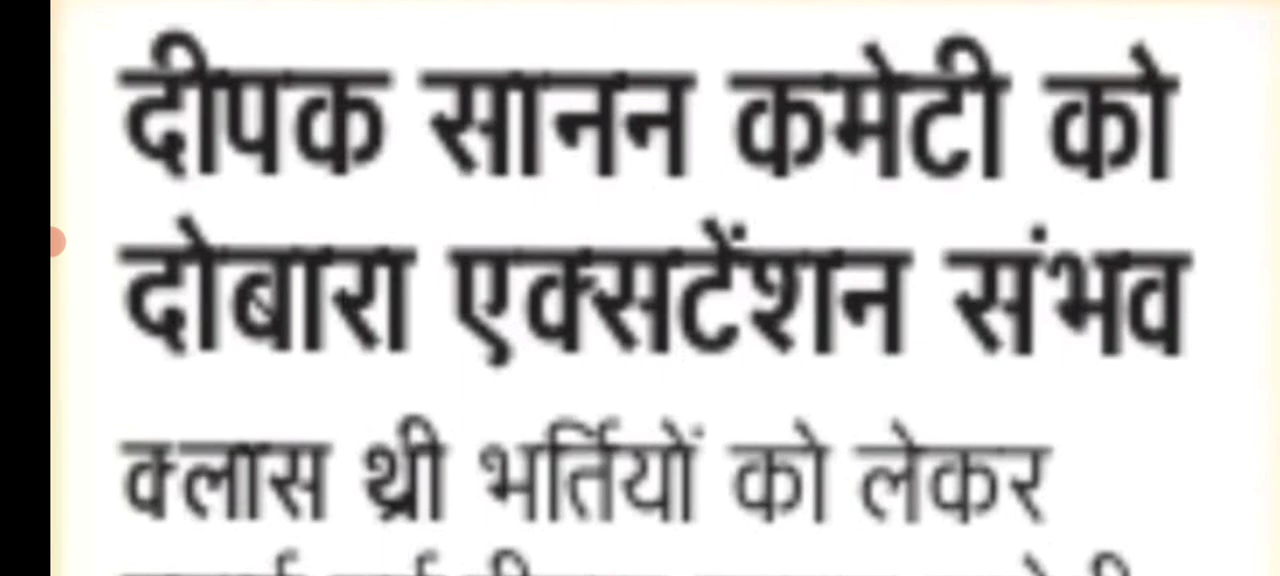 दीपक सानन कमेटी को
दोबारा एक्सटेंशन संभव
क्लास थ्री भर्तियों को लेकर